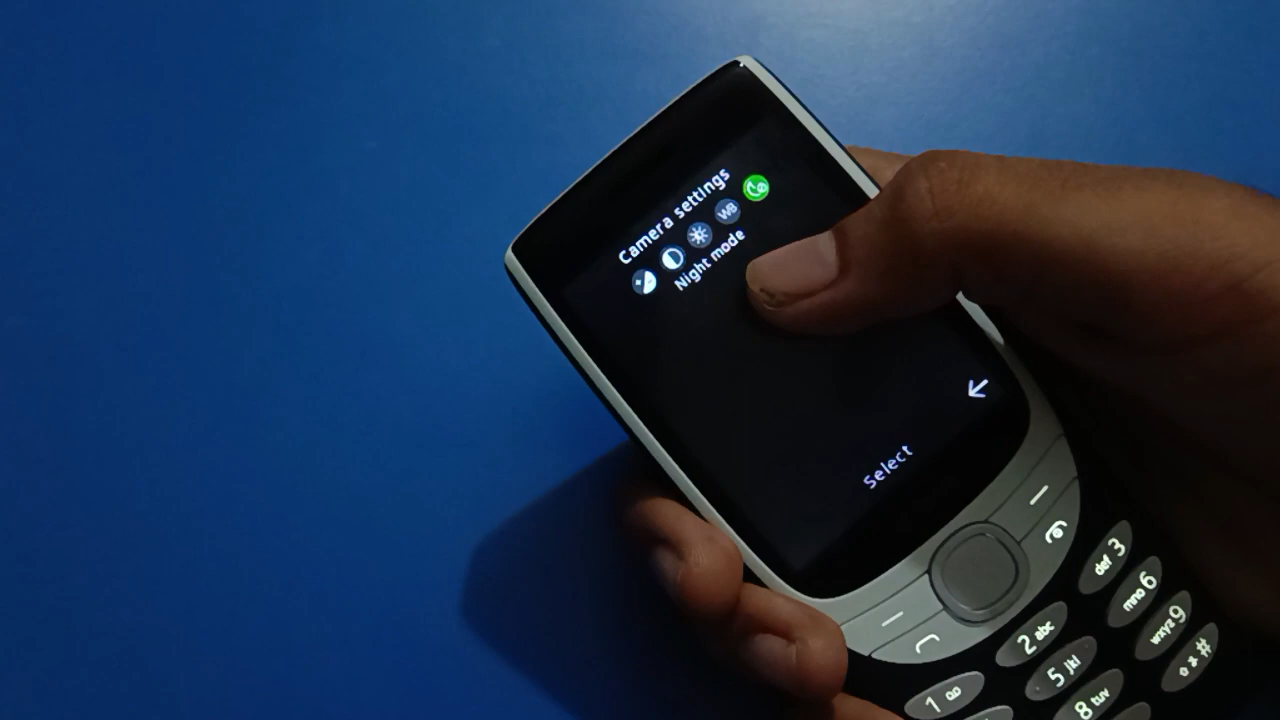 Camera settings
WB
Night mode
Select
def 3
mno 6
wxyz 9
#
2 abc
5 jkl
8 tuv
1